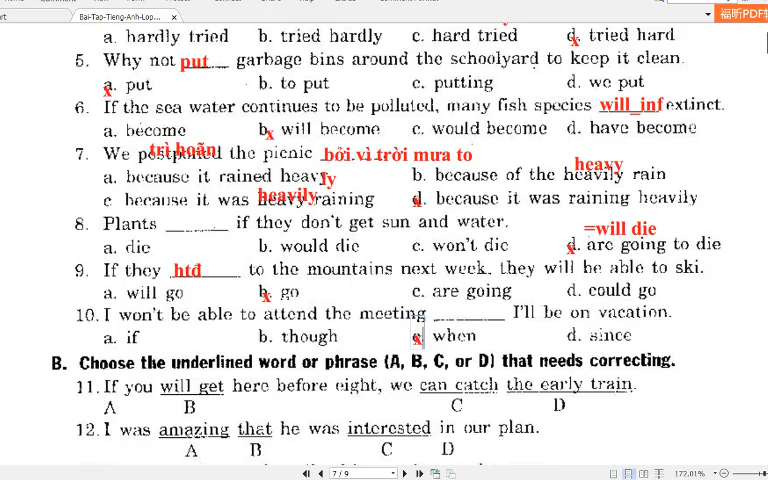 Bai-Tap-Tieng-Anh-Lop... ×
福昕PDF
a. hardly tried b. tried hardly c. hard tried d. tried hard
x
5. Why not put____ garbage bins around the schoolyard to keep it clean.
a. put b. to put c. putting d. we put
x
6. If the sea water continues to be polluted, many fish species will_inf extinct.
a. become b. will become c. would become d. have become
x
trì hoãn
7. We postponed the picnic bởi vì trời mưa to
heavy
a. because it rained heavy b. because of the heavily rain
ly
heavily
c because it was heavy raining d. because it was raining heavily
x
8. Plants _______ if they don't get sun and water.
=will die
a. die b. would die c. won't die d. are going to die
x
9. If they _htđ____ to the mountains next week. they will be able to ski.
a. will go b. go c. are going d. could go
x
10. I won't be able to attend the meeting ________ I'll be on vacation.
a. if b. though c. when d. since
x
B. Choose the underlined word or phrase (A, B, C, or D) that needs correcting.
11. If you will get here before eight, we can catch the early train.
A B C D
12. I was amazing that he was interested in our plan.
A B C D
7 / 9
172.01%